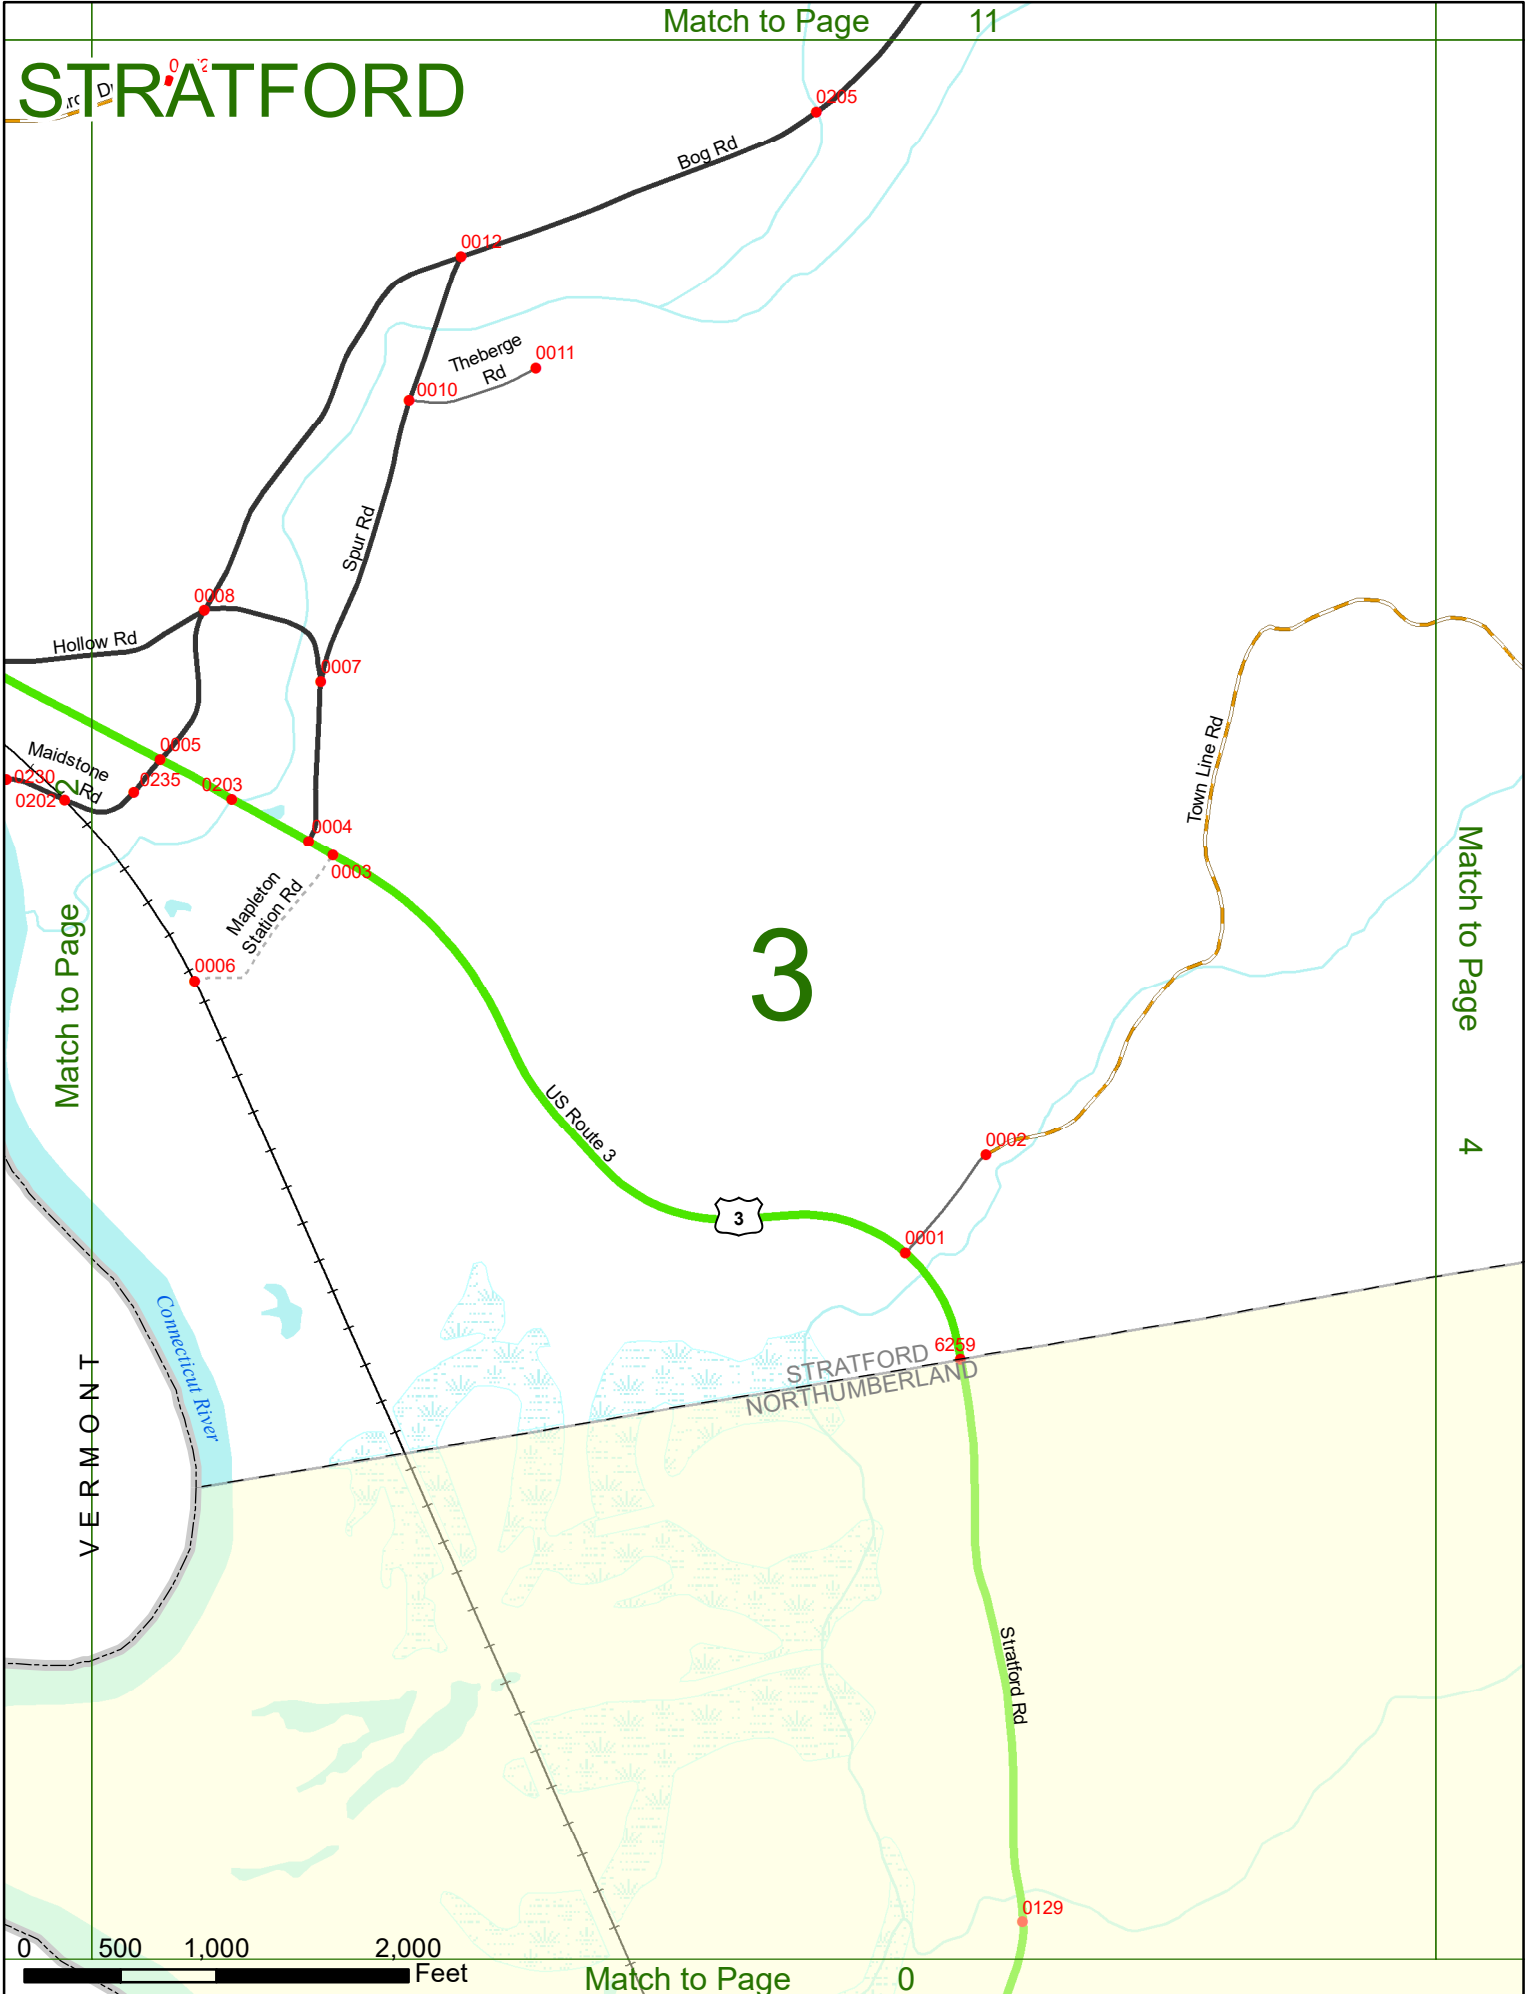 Match to Page 11
STRATFORD
0205
Bog Rd
0012
Theberge
Rd
0011
0010
Spur Rd
0008
Hollow Rd
0007
0005
Maidstone
Rd
0230
0202
2
0235
0203
0004
0003
Mapleton
Station Rd
0006
Match to Page
Town Line Rd
Match to Page
4
3
US Route 3
3
0002
0001
6259
STRATFORD
NORTHUMBERLAND
Connecticut River
VERMONT
Stratford Rd
0129
0 500 1,000 2,000
Feet
Match to Page 0